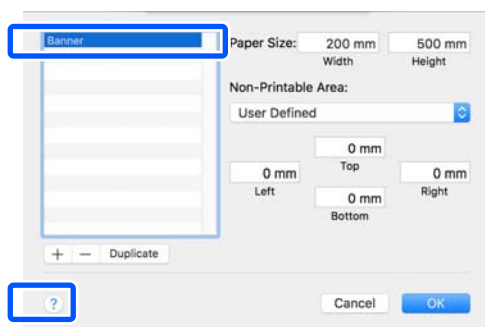 Banner
Paper Size: 200 mm 500 mm
Width Height
Non-Printable Area:
User Defined
0 mm
Top
0 mm 0 mm
Left Right
0 mm
Bottom
+ − Duplicate
? Cancel OK